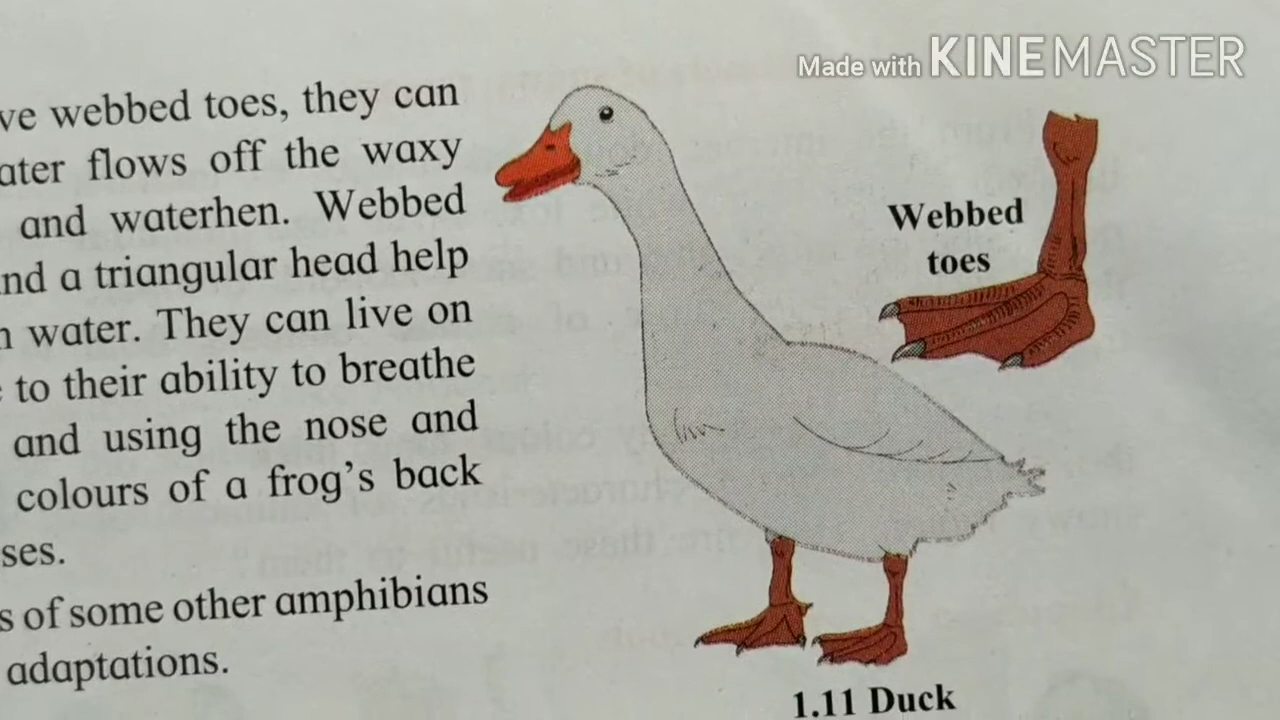 Made with KINEMASTER
ve webbed toes, they can
ater flows off the waxy
and waterhen. Webbed
nd a triangular head help
n water. They can live on
to their ability to breathe
and using the nose and
colours of a frog's back
ses.
s of some other amphibians
adaptations.
Webbed
toes
1.11 Duck